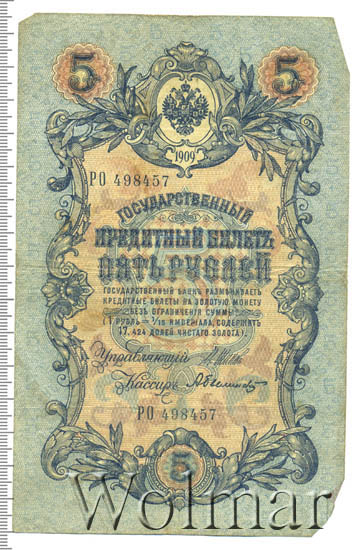 5 5
1909
РО 498457
ГОСУДАРСТВЕННЫЙ
КРЕДИТНЫЙ БИЛЕТЪ
ПЯТЬ РУБЛЕЙ
ГОСУДАРСТВЕННЫЙ БАНКЪ РАЗМѢНИВАЕТЪ
КРЕДИТНЫЕ БИЛЕТЫ НА ЗОЛОТУЮ МОНЕТУ
БЕЗЪ ОГРАНИЧЕНІЯ СУММЫ
(1 РУБЛЬ = 1/15 ИМПЕРІАЛА, СОДЕРЖИТЪ
17,424 ДОЛЕЙ ЧИСТАГО ЗОЛОТА).
Управляющій
Кассиръ
РО 498457
5
Wolmar